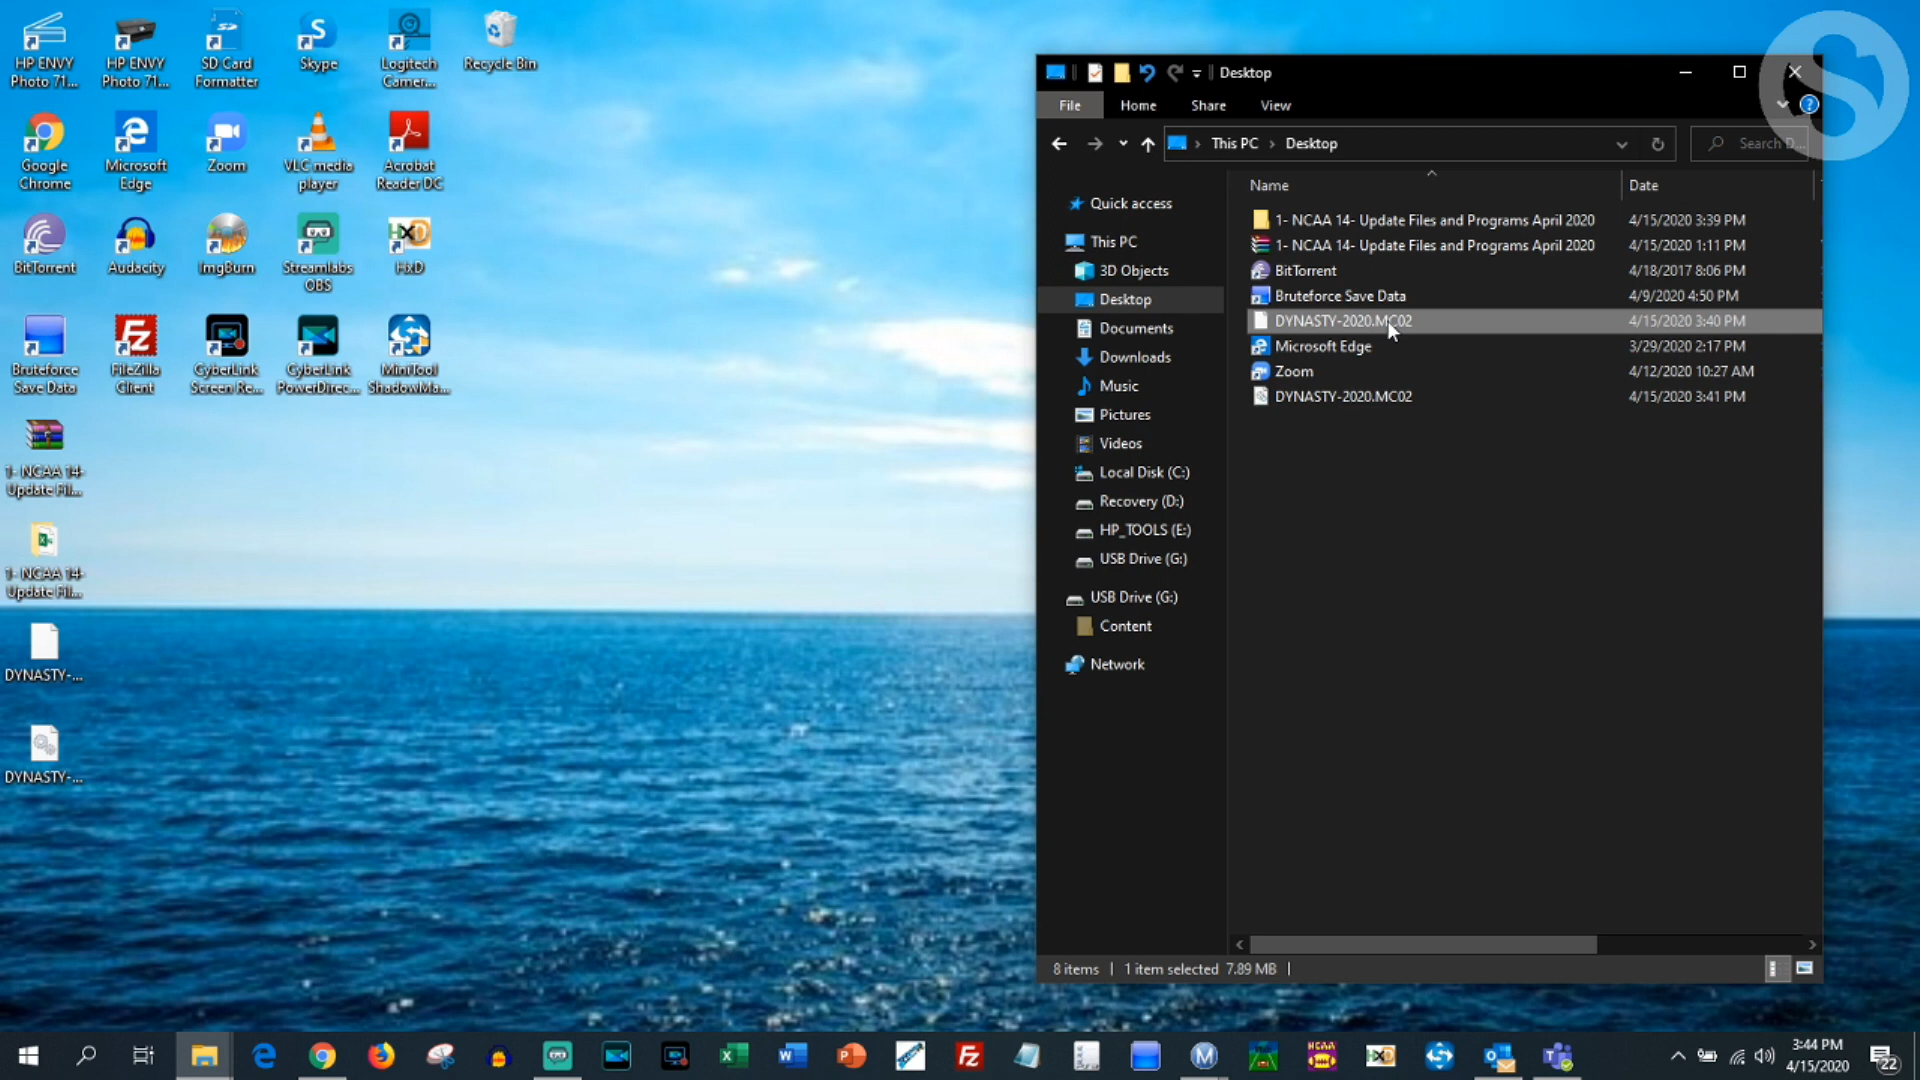 HP ENVY
Photo 71...
HP ENVY
Photo 71...
SD Card
Formatter
Skype
Logitech
Camer...
Recycle Bin
Google
Chrome
Microsoft
Edge
Zoom
VLC media
player
Acrobat
Reader DC
BitTorrent
Audacity
ImgBurn
Streamlabs
OBS
HxD
Bruteforce
Save Data
FileZilla
Client
CyberLink
Screen Re...
CyberLink
PowerDirec...
MiniTool
ShadowMa...
1- NCAA 14-
Update Fil...
1- NCAA 14-
Update Fil...
DYNASTY-...
DYNASTY-...
Desktop
File Home Share View
This PC Desktop
Search D...
Name Date
Quick access
This PC
3D Objects
Desktop
Documents
Downloads
Music
Pictures
Videos
Local Disk (C:)
Recovery (D:)
HP_TOOLS (E:)
USB Drive (G:)
USB Drive (G:)
Content
Network
1- NCAA 14- Update Files and Programs April 2020 4/15/2020 3:39 PM
1- NCAA 14- Update Files and Programs April 2020 4/15/2020 1:11 PM
BitTorrent 4/18/2017 8:06 PM
Bruteforce Save Data 4/9/2020 4:50 PM
DYNASTY-2020.MC02 4/15/2020 3:40 PM
Microsoft Edge 3/29/2020 2:17 PM
Zoom 4/12/2020 10:27 AM
DYNASTY-2020.MC02 4/15/2020 3:41 PM
8 items 1 item selected 7.89 MB
3:44 PM
4/15/2020
22